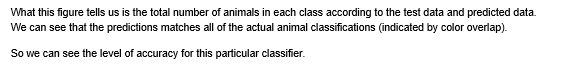 What this figure tells us is the total number of animals in each class according to the test data and predicted data.
We can see that the predictions matches all of the actual animal classifications (indicated by color overlap).
So we can see the level of accuracy for this particular classifier.